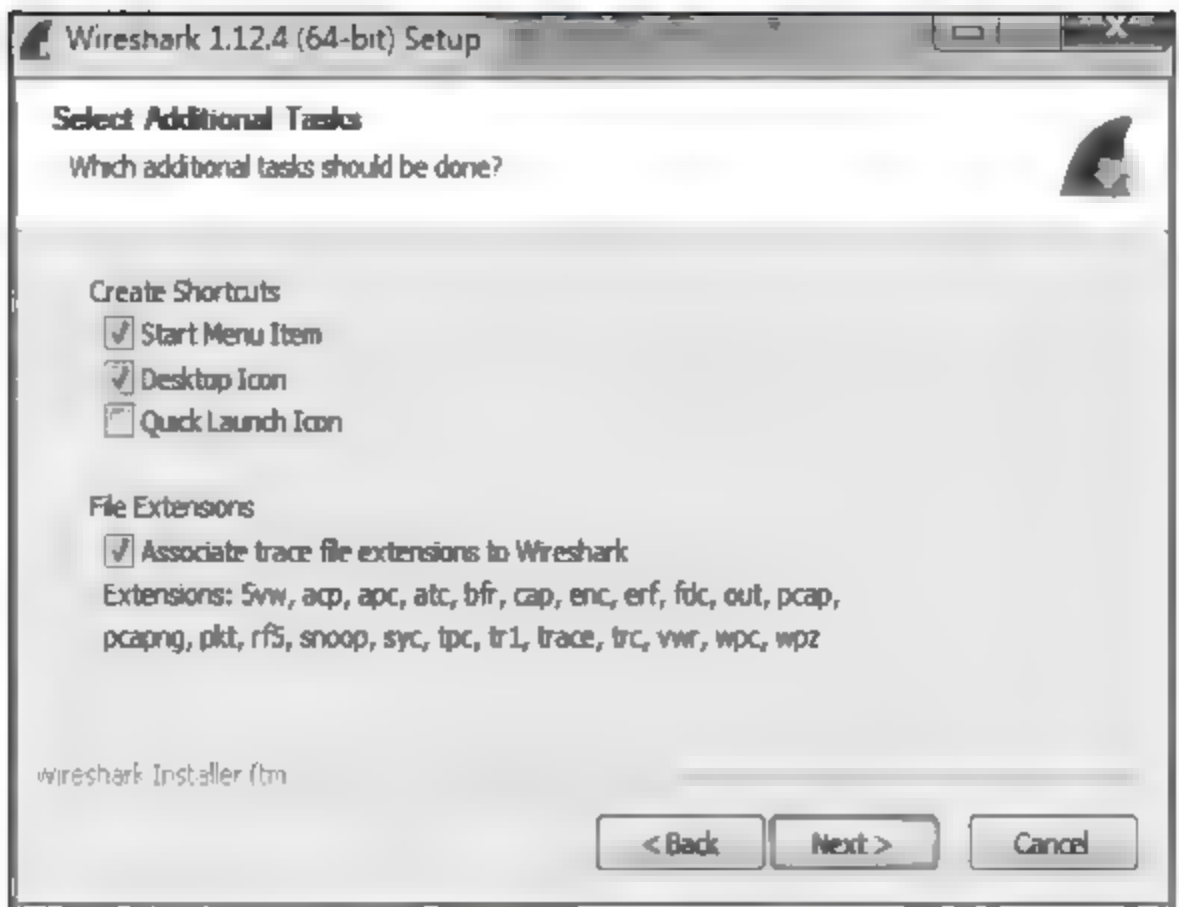 Wireshark 1.12.4 (64-bit) Setup
Select Additional Tasks
Which additional tasks should be done?
Create Shortcuts
Start Menu Item
Desktop Icon
Quick Launch Icon
File Extensions
Associate trace file extensions to Wireshark
Extensions: 5vw, acp, apc, atc, bfr, cap, enc, erf, fdc, out, pcap,
pcapng, pkt, rf5, snoop, syc, tpc, tr1, trace, trc, vwr, wpc, wpz
Wireshark Installer (tm
< Back
Next >
Cancel